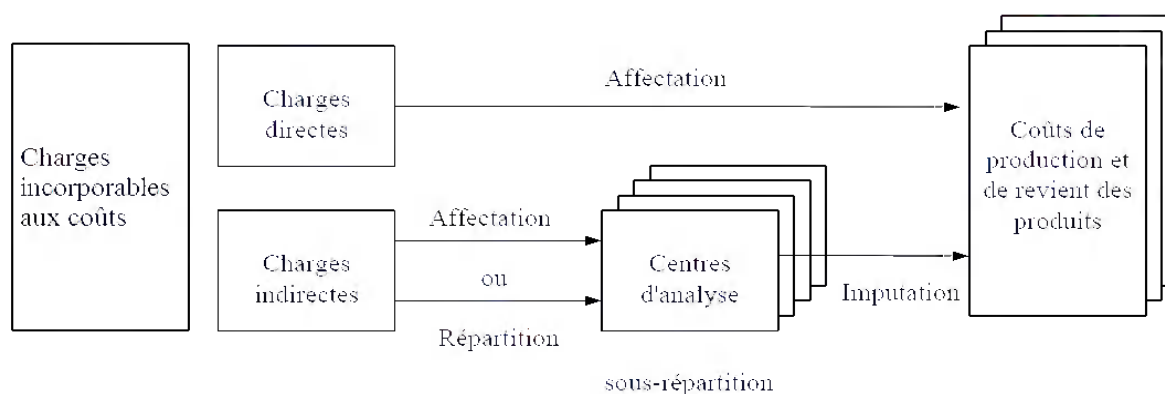 Charges
incorporables
aux coûts
Charges
directes
Affectation
Coûts de
production et
de revient des
produits
Charges
indirectes
Affectation
ou
Répartition
Centres
d'analyse
Imputation
sous-répartition